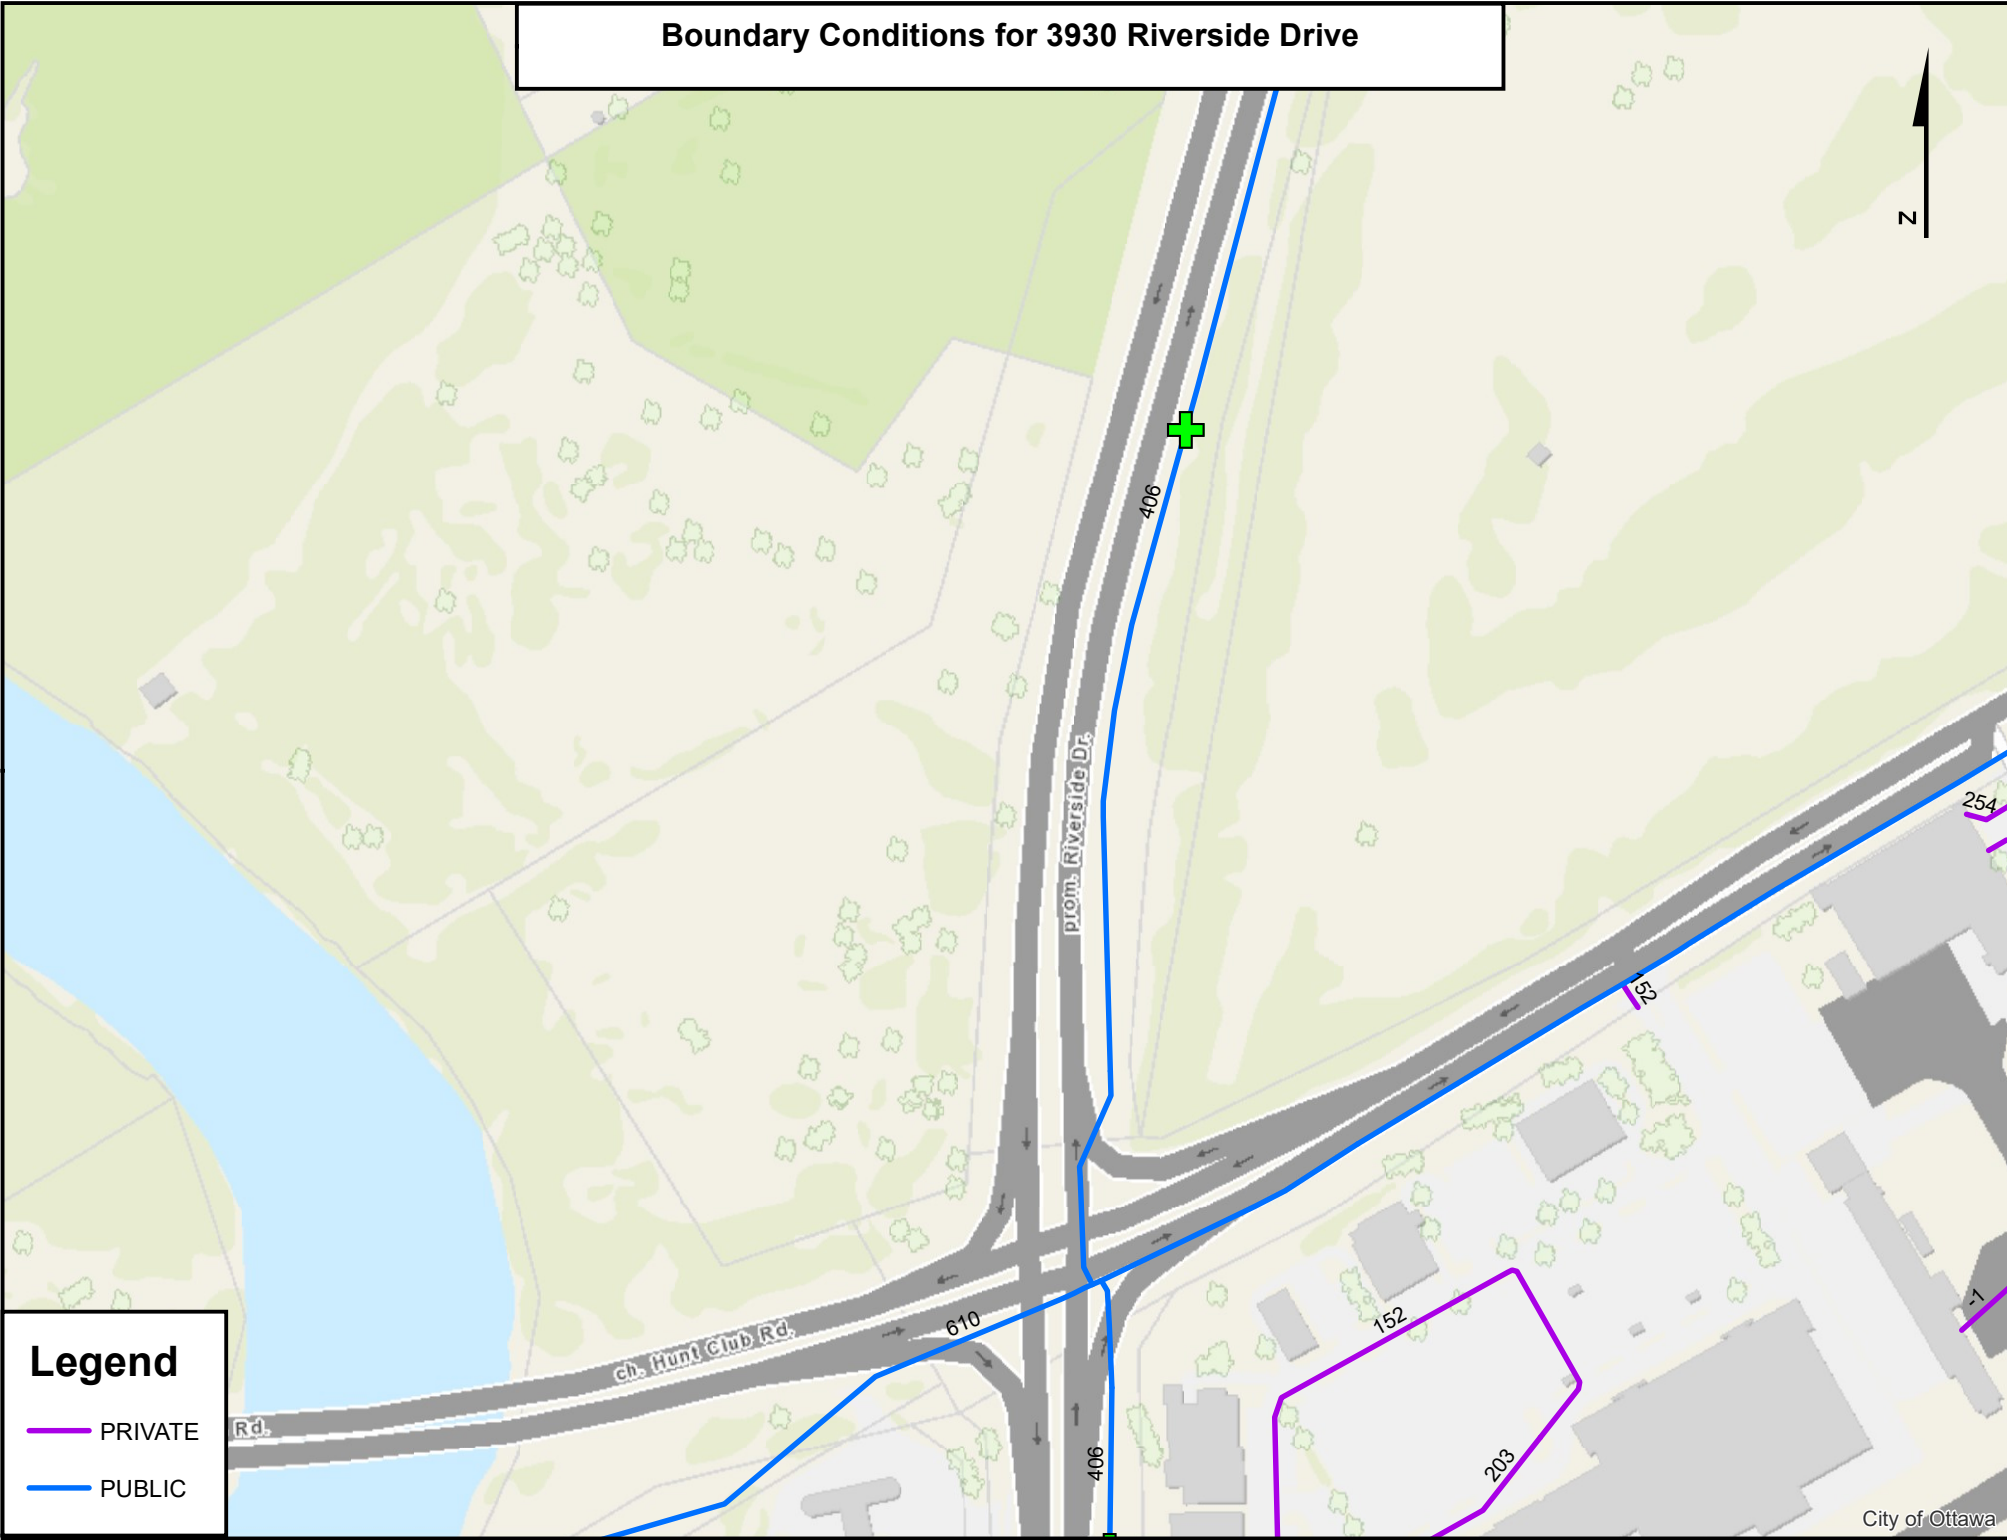 Boundary Conditions for 3930 Riverside Drive
N
406
prom. Riverside Dr.
254
152
610
ch. Hunt Club Rd.
Rd.
152
-1
203
406
Legend
PRIVATE
PUBLIC
City of Ottawa